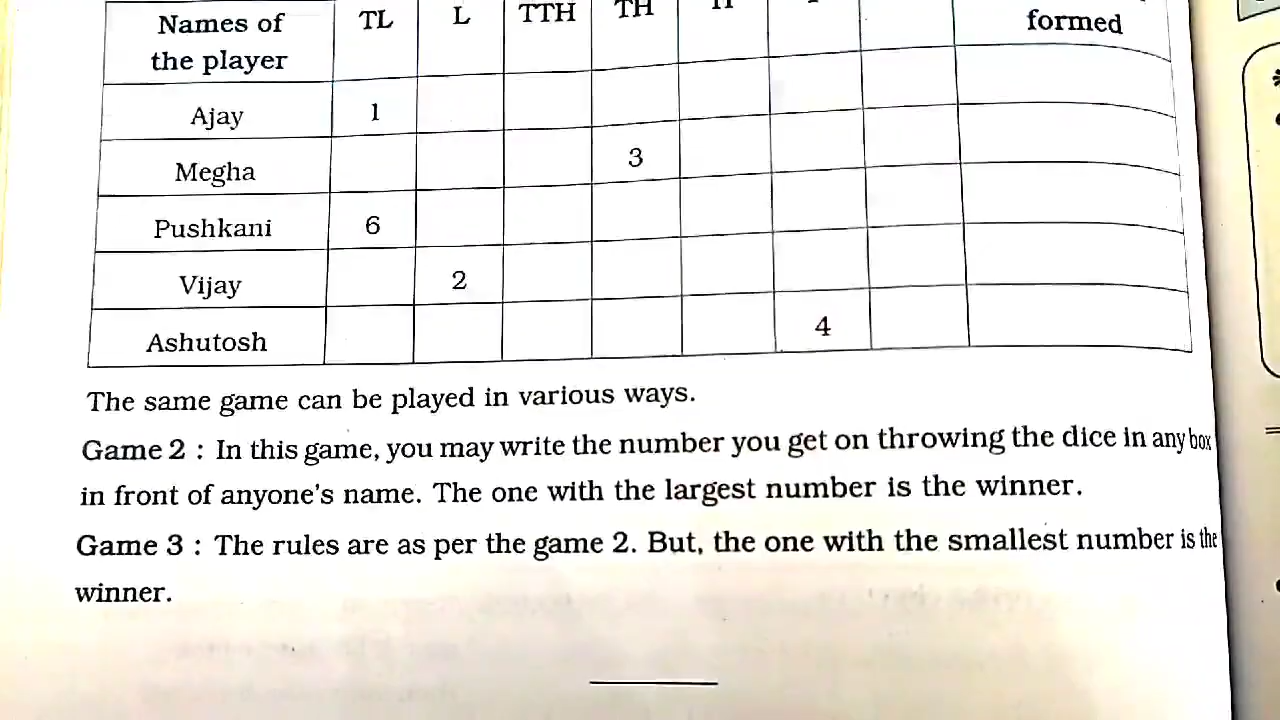 Names of the player TL L TTH TH formed
Ajay 1
Megha 3
Pushkani 6
Vijay 2
Ashutosh 4
The same game can be played in various ways.
Game 2 : In this game, you may write the number you get on throwing the dice in any box
in front of anyone's name. The one with the largest number is the winner.
Game 3 : The rules are as per the game 2. But, the one with the smallest number is the
winner.